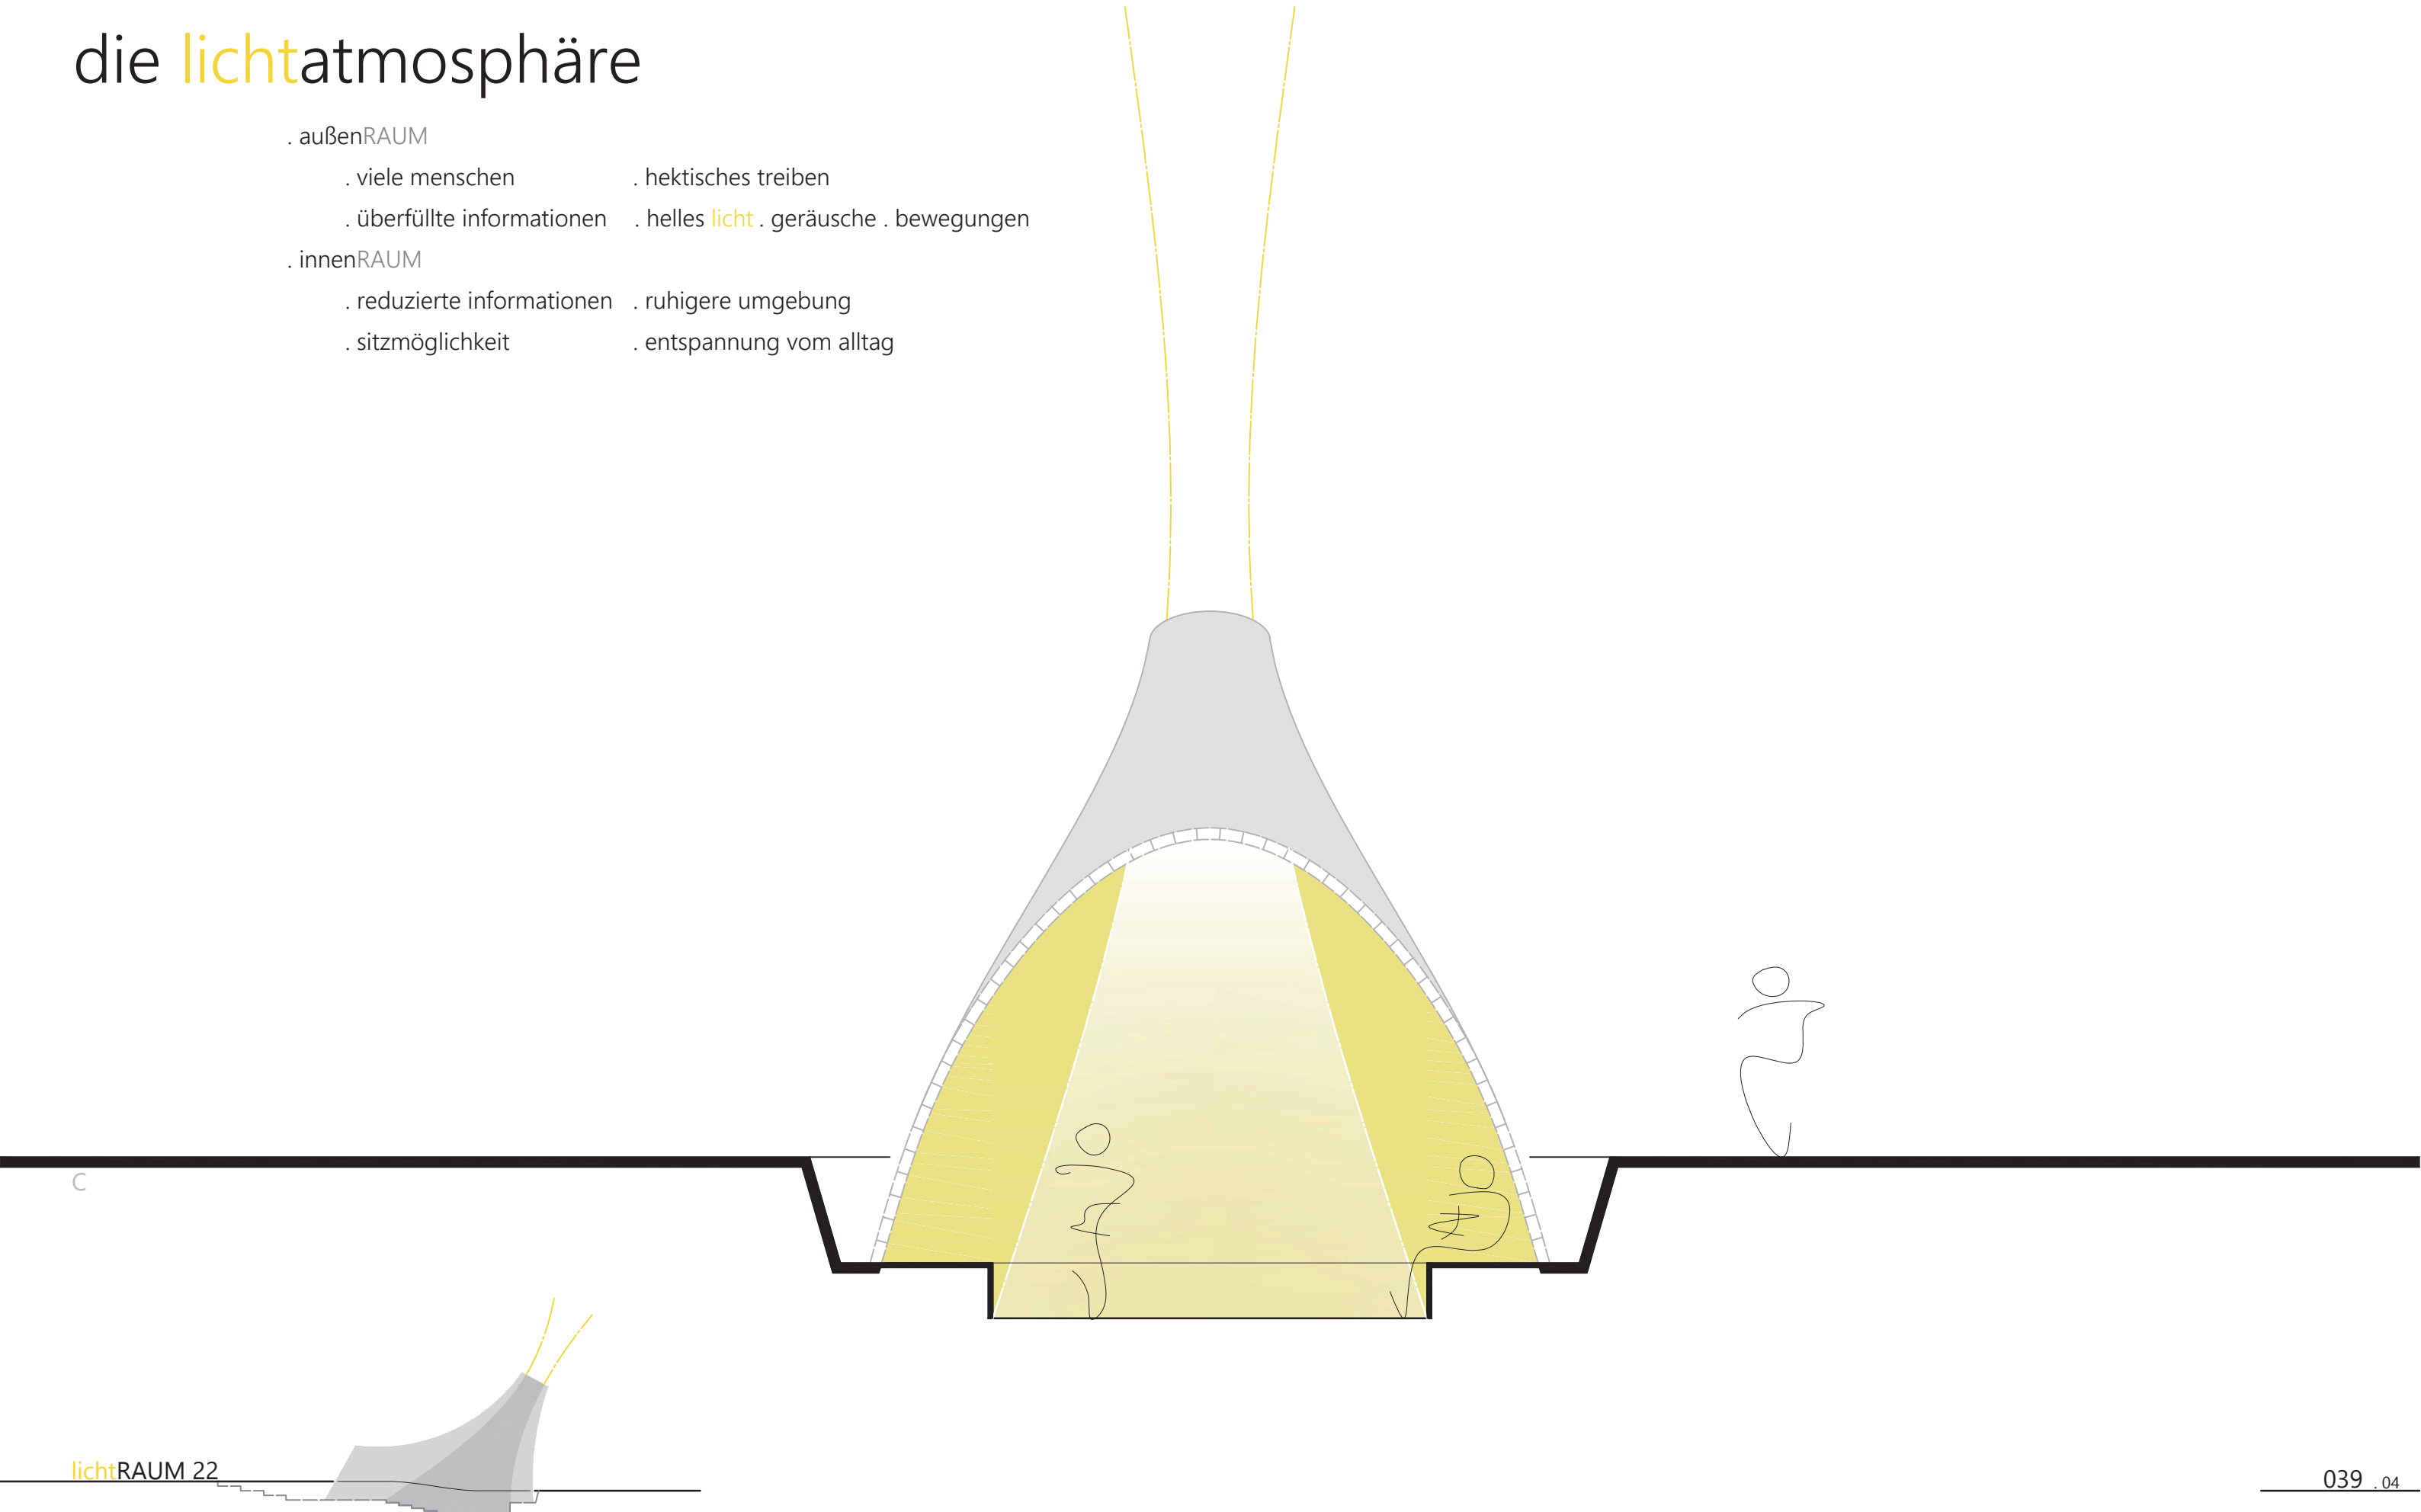 die lichtatmosphäre
. außenRAUM
. viele menschen . hektisches treiben
. überfüllte informationen . helles licht . geräusche . bewegungen
. innenRAUM
. reduzierte informationen . ruhigere umgebung
. sitzmöglichkeit . entspannung vom alltag
C
lichtRAUM 22
039 . 04